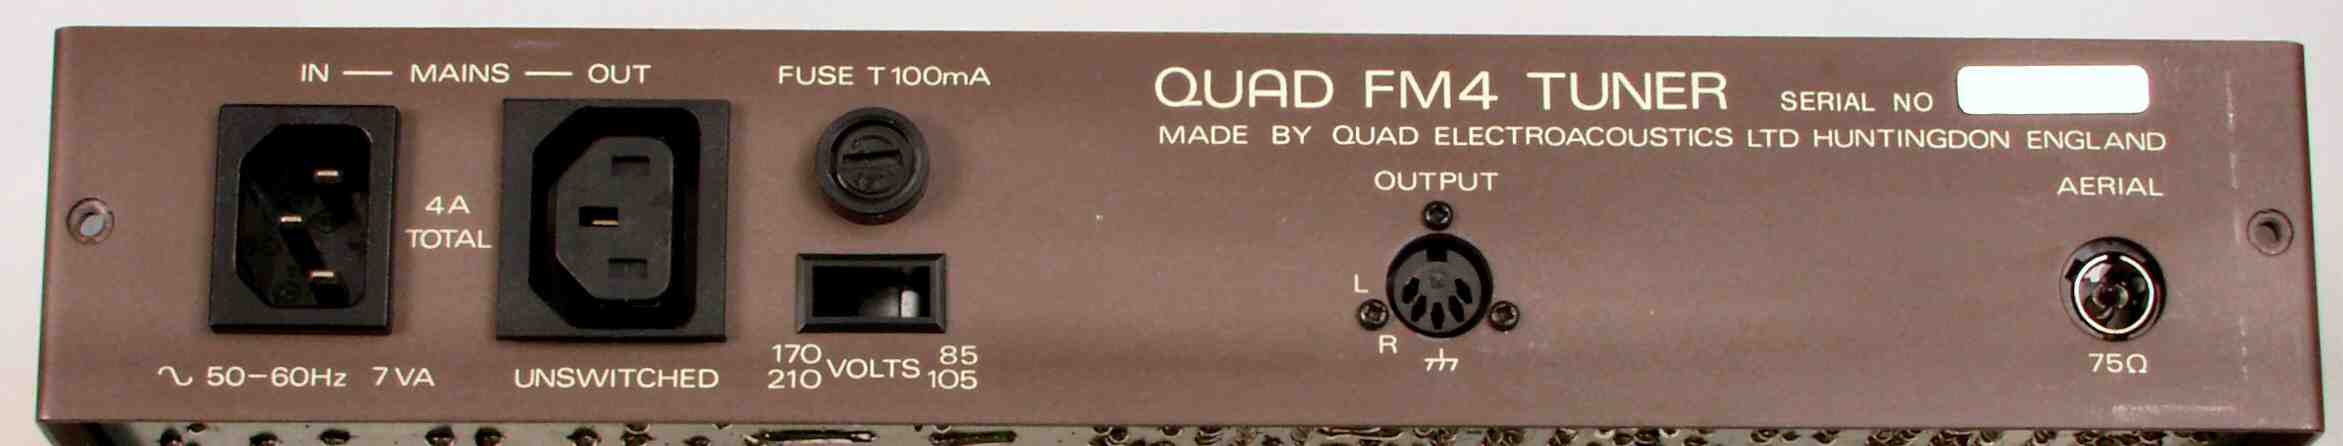 IN — MAINS — OUT
FUSE T 100mA
QUAD FM4 TUNER SERIAL NO
MADE BY QUAD ELECTROACOUSTICS LTD HUNTINGDON ENGLAND
OUTPUT
AERIAL
4A
TOTAL
L
R
∿ 50–60Hz 7VA
UNSWITCHED
170 VOLTS 85
210 105
75Ω